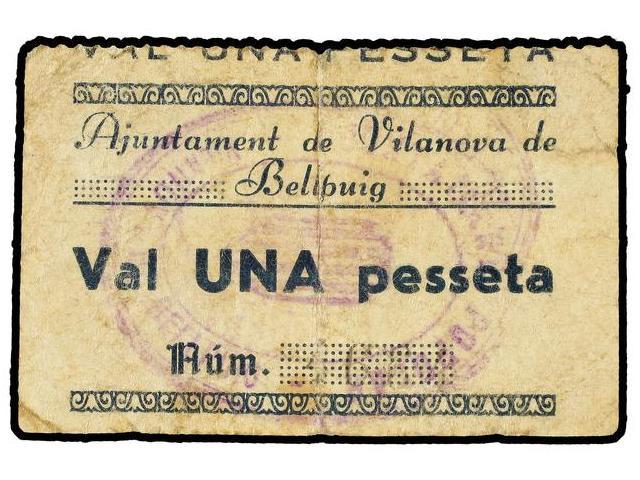 VAL UNA PESSETA
Ajuntament de Vilanova de
Bellpuig
Val UNA pesseta
Núm.